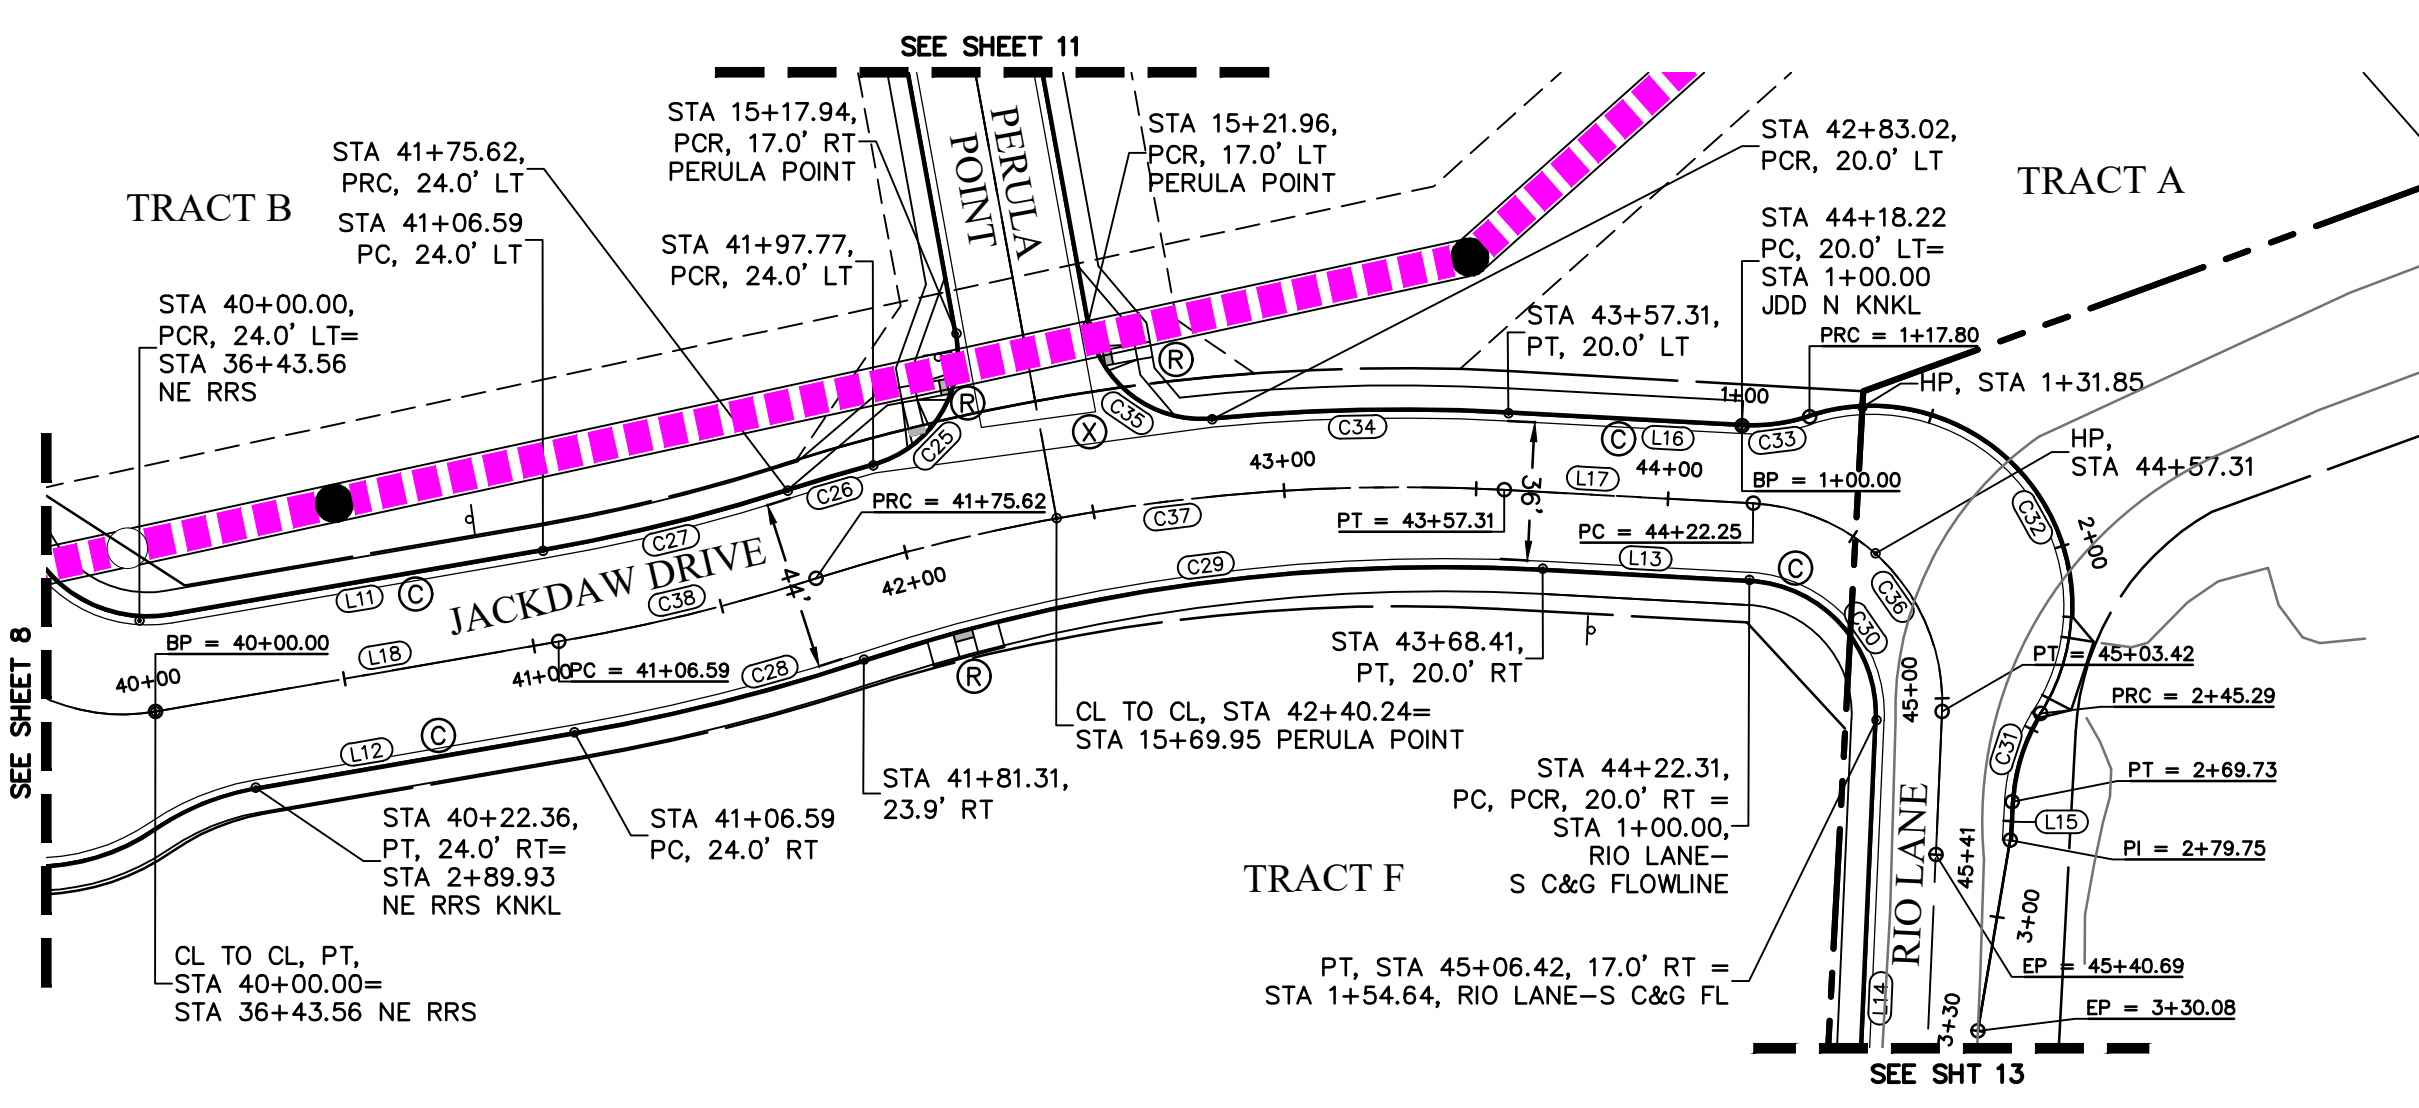 SEE SHEET 11
STA 15+17.94,
PCR, 17.0' RT
PERULA POINT
PERULA
POINT
STA 15+21.96,
PCR, 17.0' LT
PERULA POINT
STA 42+83.02,
PCR, 20.0' LT
TRACT A
STA 41+75.62,
PRC, 24.0' LT
TRACT B
STA 41+06.59
PC, 24.0' LT
STA 41+97.77,
PCR, 24.0' LT
STA 44+18.22
PC, 20.0' LT=
STA 1+00.00
JDD N KNKL
STA 40+00.00,
PCR, 24.0' LT=
STA 36+43.56
NE RRS
STA 43+57.31,
PT, 20.0' LT
PRC = 1+17.80
HP, STA 1+31.85
1+00
R
R
X
C
C25
C35
C34
L16
C33
HP,
STA 44+57.31
43+00
44+00
L17
BP = 1+00.00
C26
PRC = 41+75.62
36'
C37
PT = 43+57.31
PC = 44+22.25
C32
2+00
C27
JACKDAW DRIVE
44'
42+00
C29
L13
C
C36
C30
L11
C
C38
BP = 40+00.00
L18
40+00
41+00
PC = 41+06.59
C28
R
STA 43+68.41,
PT, 20.0' RT
45+00
PT = 45+03.42
PRC = 2+45.29
SEE SHEET 8
L12
C
CL TO CL, STA 42+40.24=
STA 15+69.95 PERULA POINT
C31
PT = 2+69.73
STA 41+81.31,
23.9' RT
STA 44+22.31,
PC, PCR, 20.0' RT =
STA 1+00.00,
RIO LANE-
S C&G FLOWLINE
STA 40+22.36,
PT, 24.0' RT=
STA 2+89.93
NE RRS KNKL
STA 41+06.59
PC, 24.0' RT
L15
PI = 2+79.75
RIO LANE
45+41
TRACT F
3+00
CL TO CL, PT,
STA 40+00.00=
STA 36+43.56 NE RRS
PT, STA 45+06.42, 17.0' RT =
STA 1+54.64, RIO LANE-S C&G FL
L14
EP = 45+40.69
3+30
EP = 3+30.08
SEE SHT 13